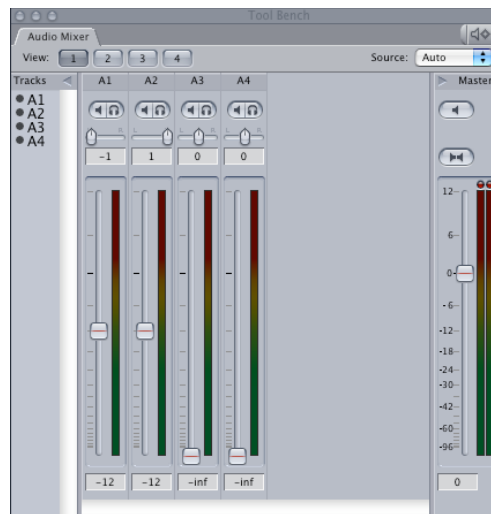 Tool Bench
Audio Mixer
View: 1 2 3 4 Source: Auto
Tracks A1 A2 A3 A4 Master
A1
A2
A3
A4
L R L R L R L R
-1 1 0 0
12
6
0
-6
-12
-18
-24
-30
-42
-60
-96
-12 -12 -inf -inf 0